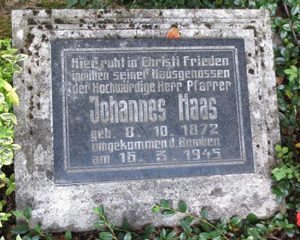 Hier ruht in Christi Frieden
inmitten seiner Hausgenossen
der Hochwürdige Herr Pfarrer
Johannes Haas
geb. 8. 10. 1872
umgekommen d. Bomben
am 16. 3. 1945